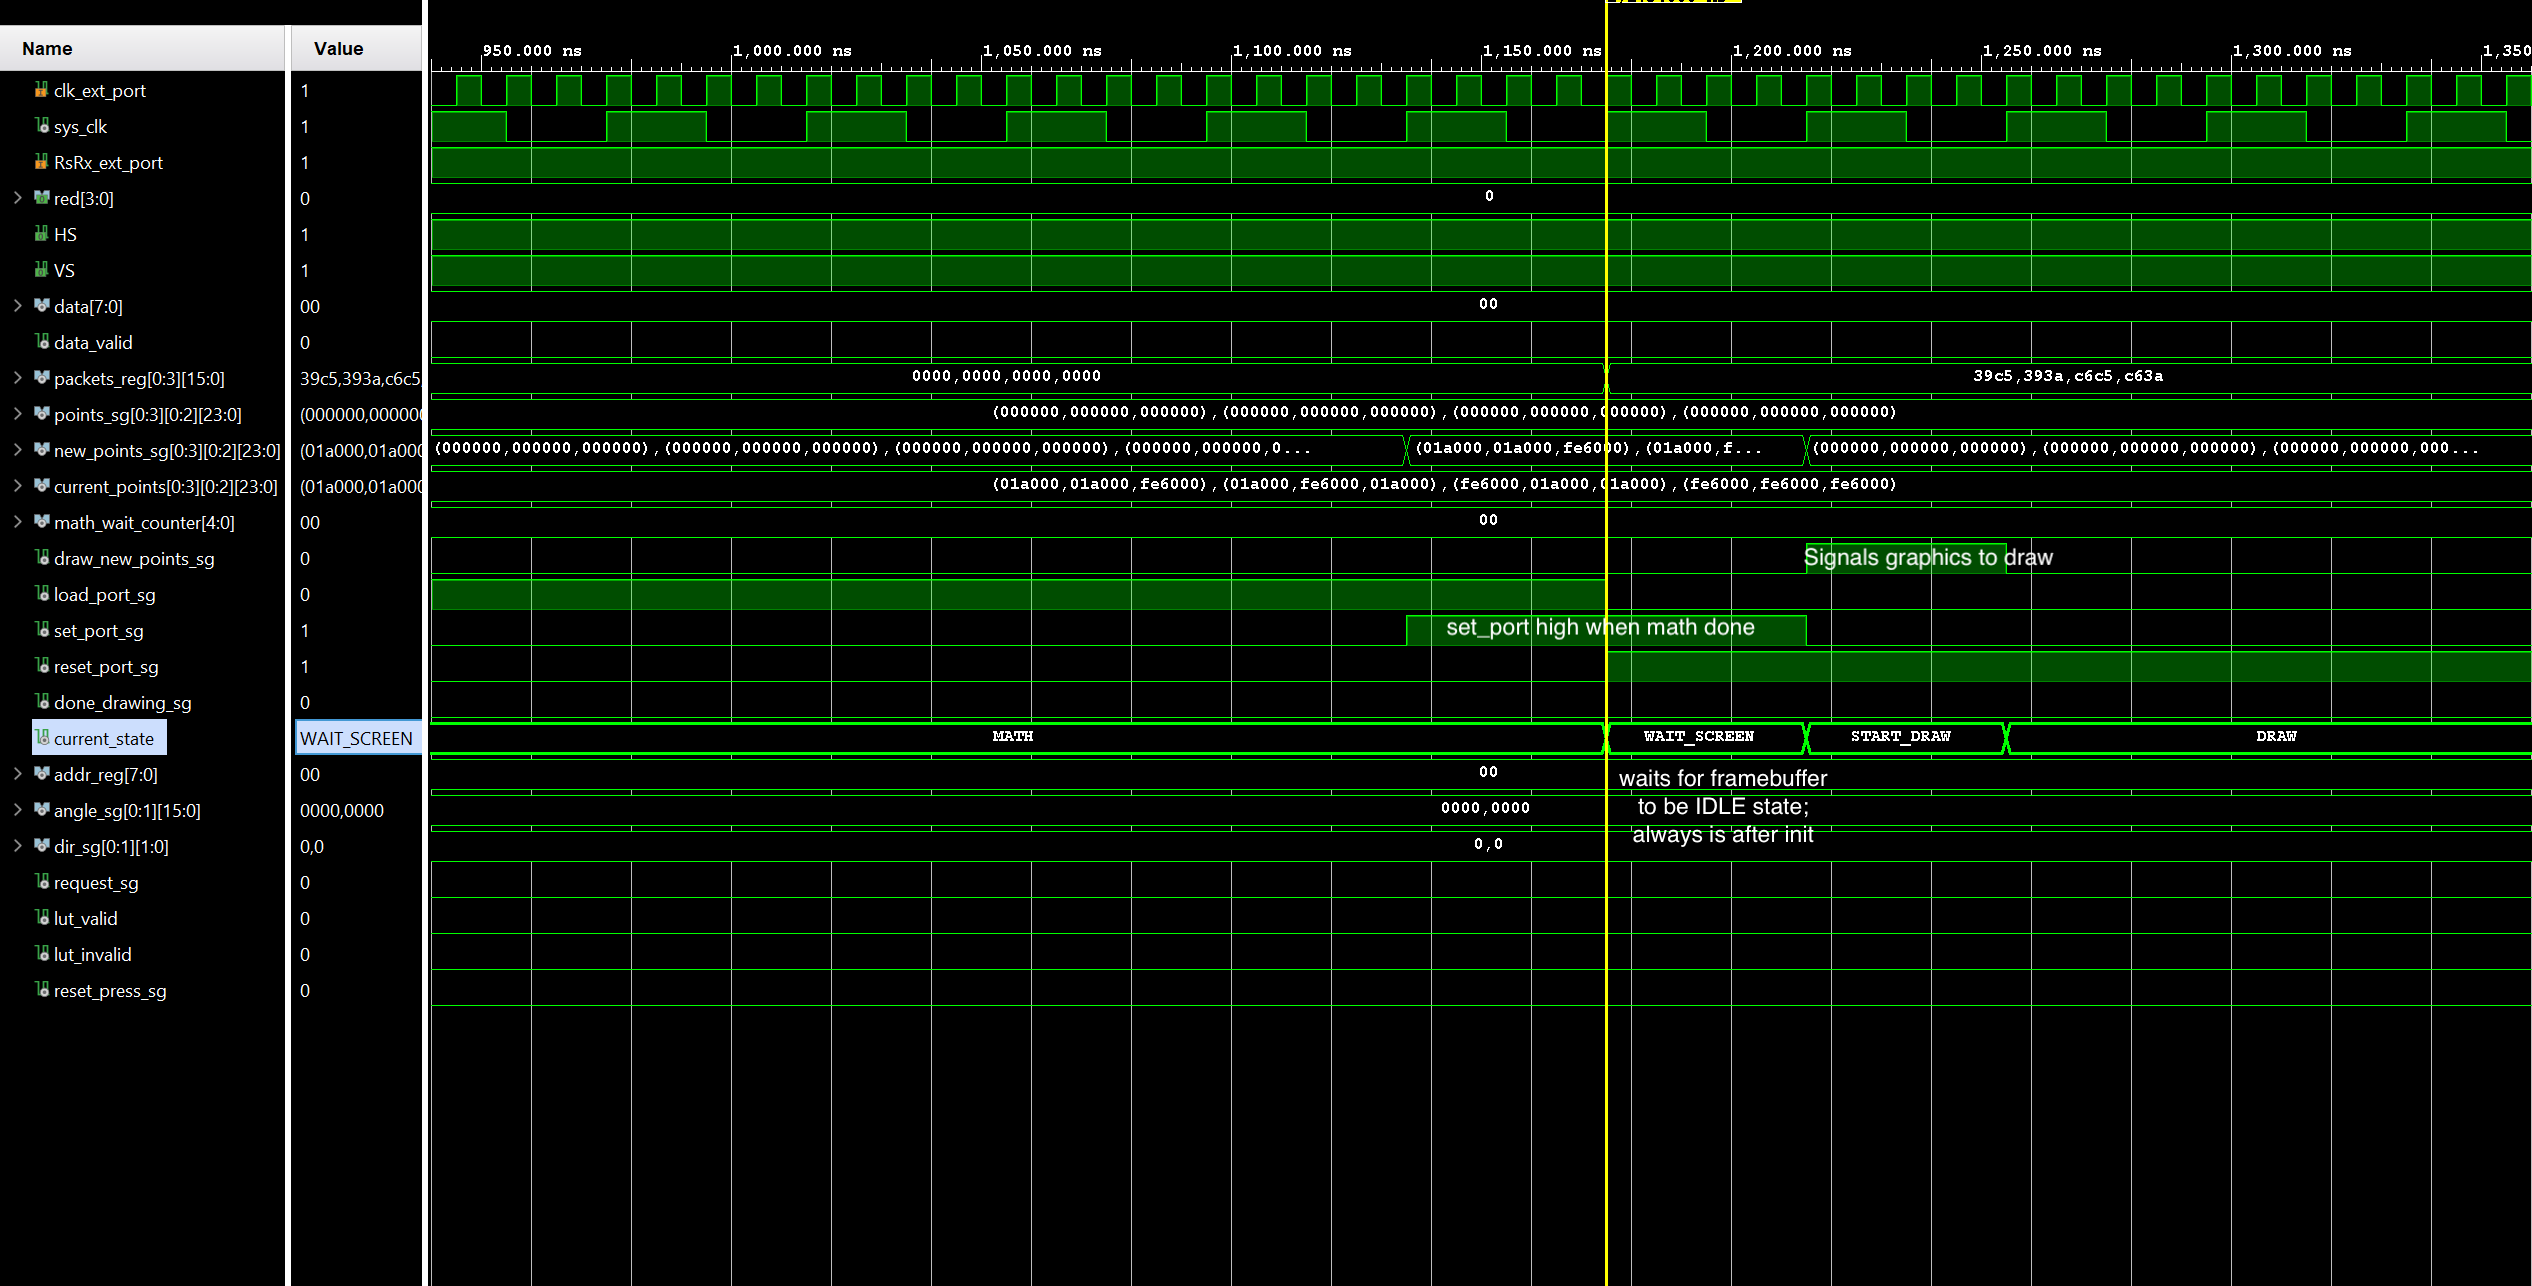 Name Value
950.000 ns 1,000.000 ns 1,050.000 ns 1,100.000 ns 1,150.000 ns 1,200.000 ns 1,250.000 ns 1,300.000 ns 1,350
clk_ext_port 1
sys_clk 1
RsRx_ext_port 1
red[3:0] 0 0
HS 1
VS 1
data[7:0] 00 00
data_valid 0
packets_reg[0:3][15:0] 39c5,393a,c6c5, 0000,0000,0000,0000 39c5,393a,c6c5,c63a
points_sg[0:3][0:2][23:0] (000000,000000 (000000,000000,000000),(000000,000000,000000),(000000,000000,000000),(000000,000000,000000)
new_points_sg[0:3][0:2][23:0] (01a000,01a000 (000000,000000,000000),(000000,000000,000000),(000000,000000,000000),(000000,000000,0... (01a000,01a000,fe6000),(01a000,f... (000000,000000,000000),(000000,000000,000000),(000000,000000,000...
current_points[0:3][0:2][23:0] (01a000,01a000 (01a000,01a000,fe6000),(01a000,fe6000,01a000),(fe6000,01a000,01a000),(fe6000,fe6000,fe6000)
math_wait_counter[4:0] 00 00
draw_new_points_sg 0 Signals graphics to draw
load_port_sg 0
set_port_sg 1 set_port high when math done
reset_port_sg 1
done_drawing_sg 0
current_state WAIT_SCREEN MATH WAIT_SCREEN START_DRAW DRAW
addr_reg[7:0] 00 00 waits for framebuffer
angle_sg[0:1][15:0] 0000,0000 0000,0000 to be IDLE state;
dir_sg[0:1][1:0] 0,0 0,0 always is after init
request_sg 0
lut_valid 0
lut_invalid 0
reset_press_sg 0